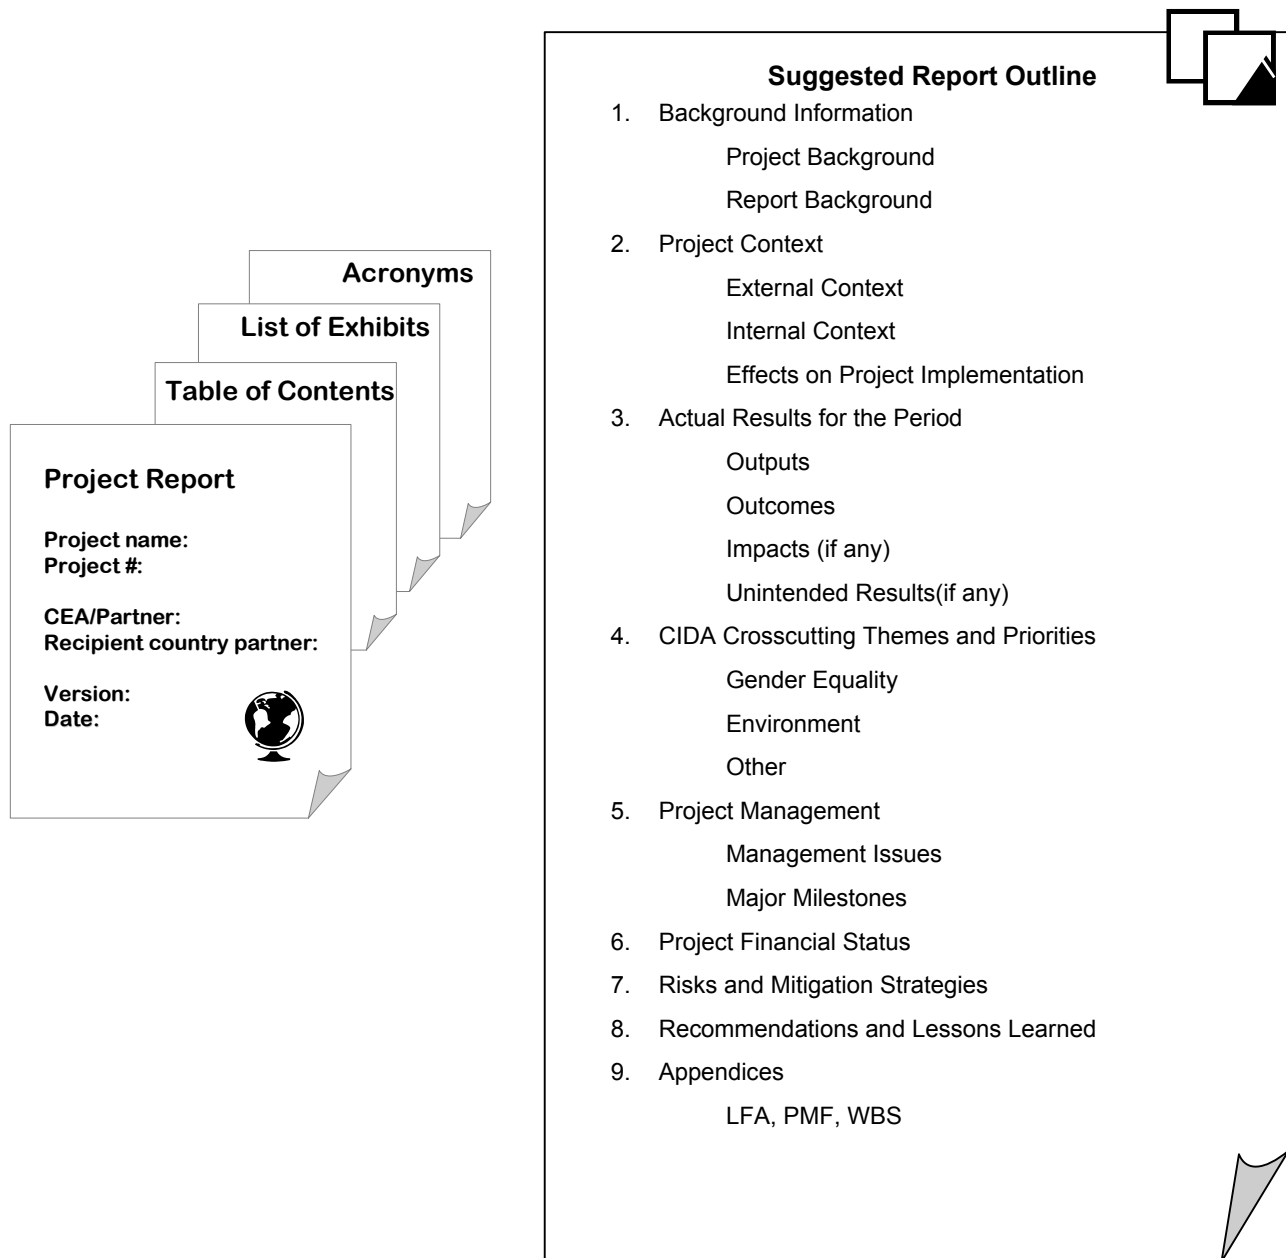 Acronyms
List of Exhibits
Table of Contents
Project Report
Project name:
Project #:
CEA/Partner:
Recipient country partner:
Version:
Date:
Suggested Report Outline
1. Background Information
Project Background
Report Background
2. Project Context
External Context
Internal Context
Effects on Project Implementation
3. Actual Results for the Period
Outputs
Outcomes
Impacts (if any)
Unintended Results(if any)
4. CIDA Crosscutting Themes and Priorities
Gender Equality
Environment
Other
5. Project Management
Management Issues
Major Milestones
6. Project Financial Status
7. Risks and Mitigation Strategies
8. Recommendations and Lessons Learned
9. Appendices
LFA, PMF, WBS